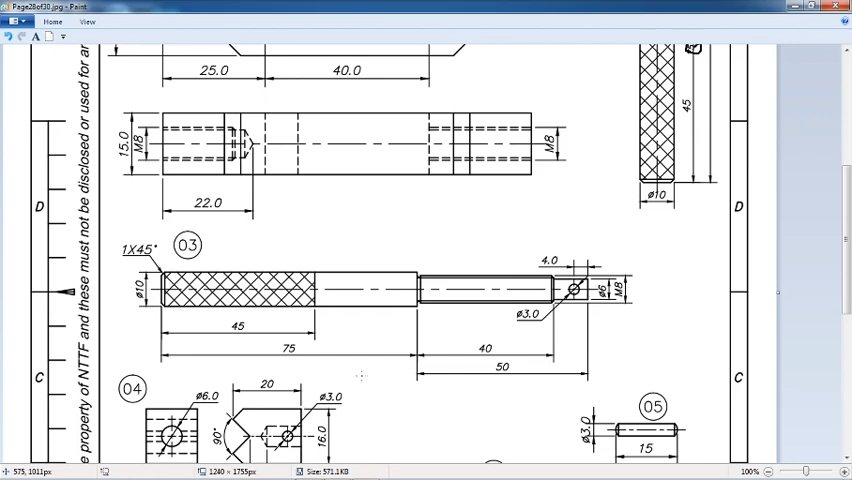 Page28of30.jpg - Paint
Home View
A
25.0 40.0
45
15.0 M8 M8
22.0
ø10
D D
03
1X45°
4.0
ø10 ø6 M8
ø3.0
45
75 40
50
C C
04 20
ø6.0 ø3.0 05
90° 16.0 ø3.0
15
e property of NTTF and these must not be disclosed or used for an
575, 1011px 1240 × 1755px Size: 571.1KB 100%